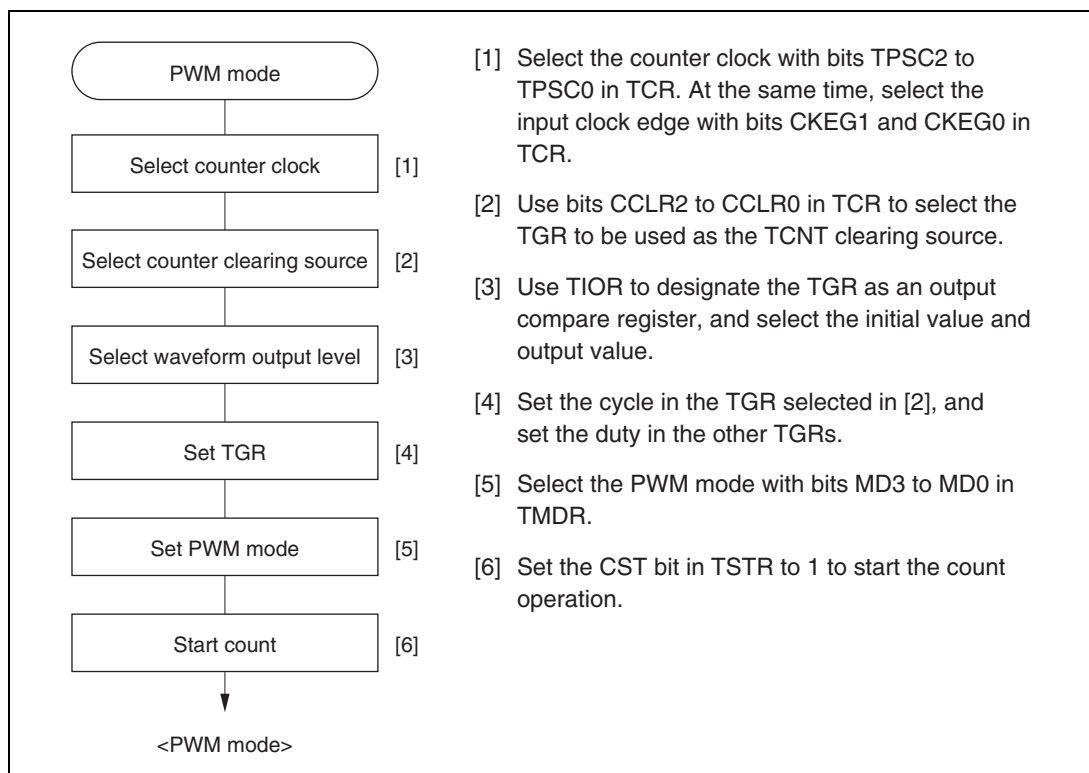 PWM mode
Select counter clock [1]
Select counter clearing source [2]
Select waveform output level [3]
Set TGR [4]
Set PWM mode [5]
Start count [6]
<PWM mode>
[1] Select the counter clock with bits TPSC2 to
TPSC0 in TCR. At the same time, select the
input clock edge with bits CKEG1 and CKEG0 in
TCR.
[2] Use bits CCLR2 to CCLR0 in TCR to select the
TGR to be used as the TCNT clearing source.
[3] Use TIOR to designate the TGR as an output
compare register, and select the initial value and
output value.
[4] Set the cycle in the TGR selected in [2], and
set the duty in the other TGRs.
[5] Select the PWM mode with bits MD3 to MD0 in
TMDR.
[6] Set the CST bit in TSTR to 1 to start the count
operation.